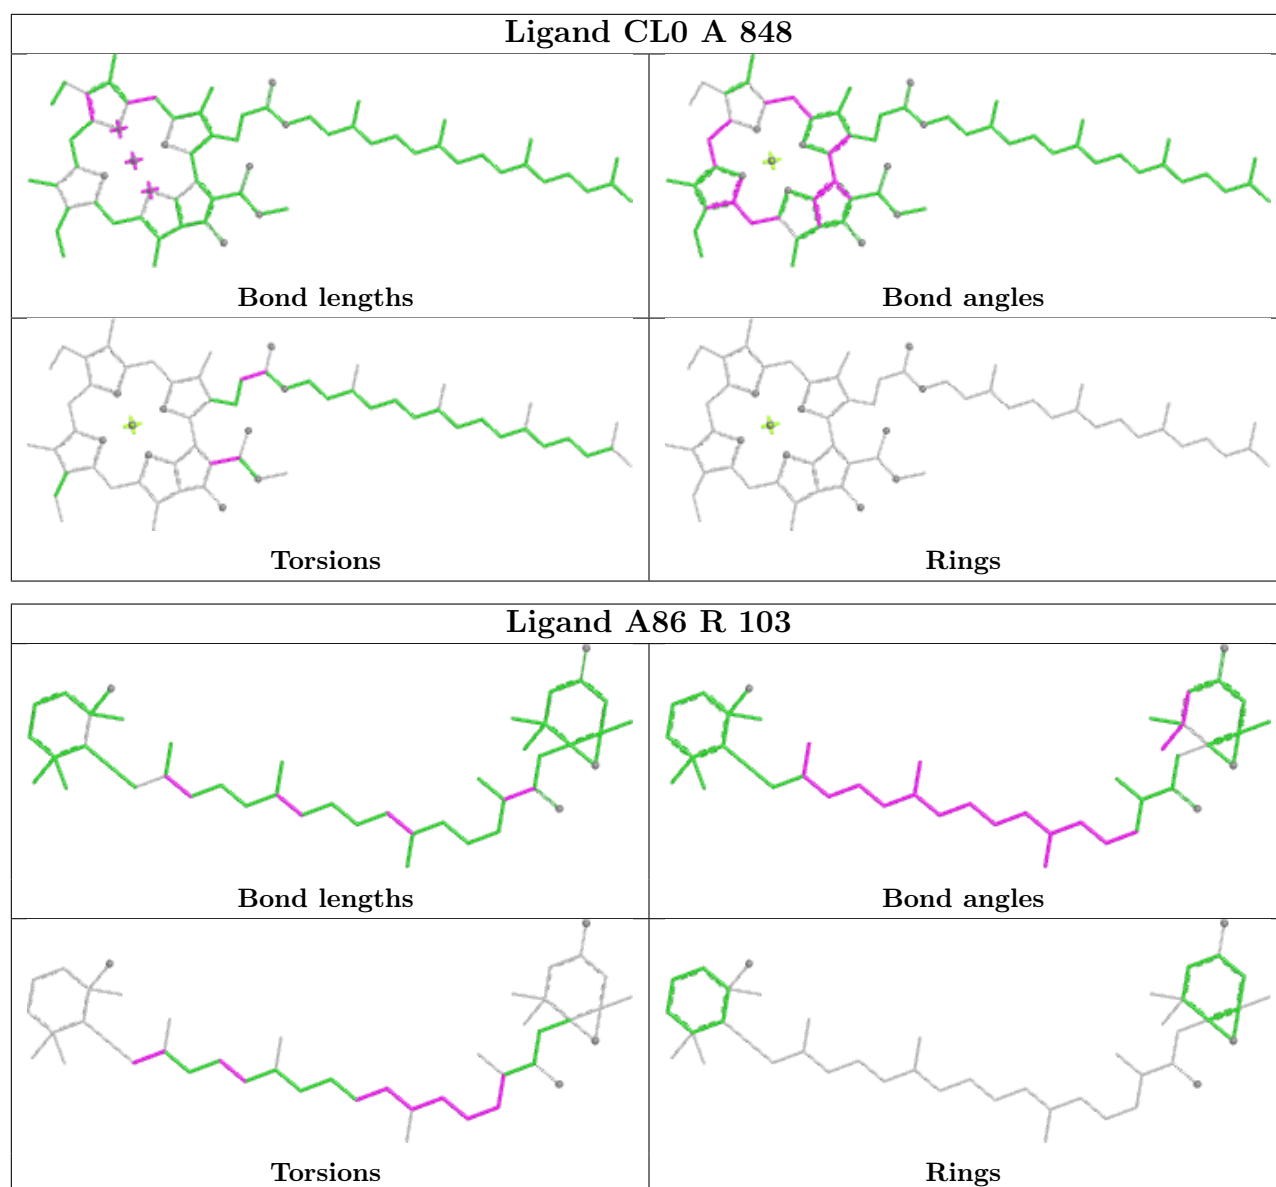 Ligand CL0 A 848
Bond lengths
Bond angles
Torsions
Rings
Ligand A86 R 103
Bond lengths
Bond angles
Torsions
Rings